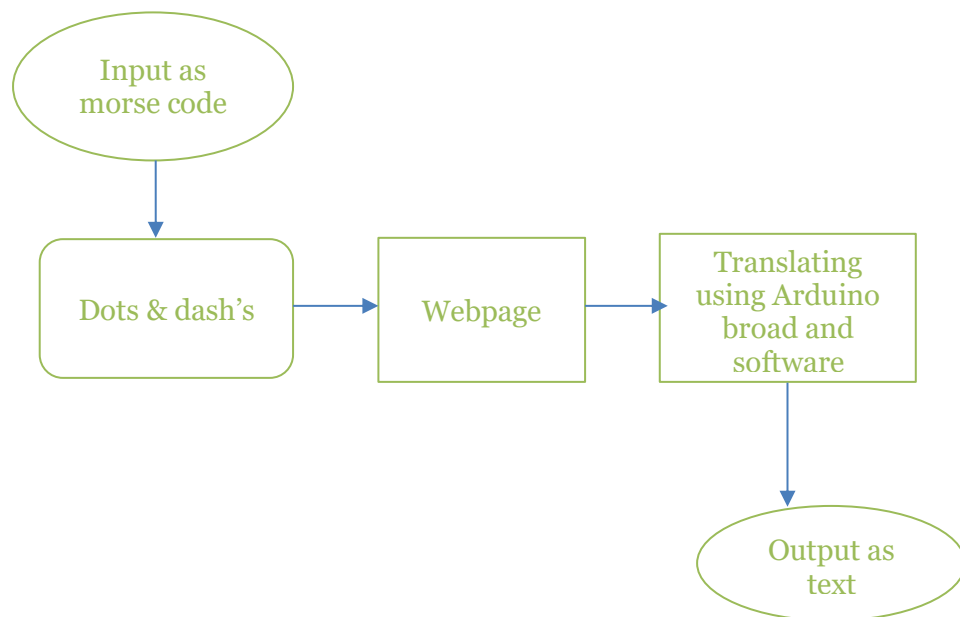 Input as
morse code
Dots & dash’s
Webpage
Translating
using Arduino
broad and
software
Output as
text